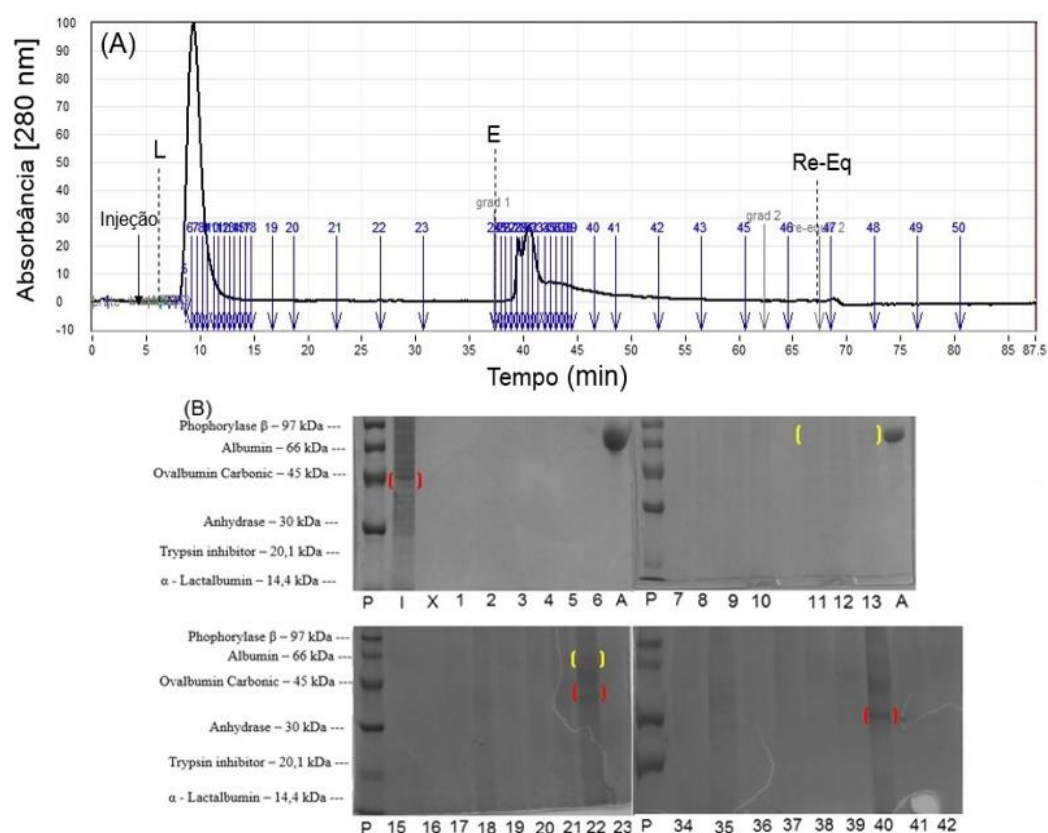 (A)
Absorbância [280 nm]
100
90
80
70
60
50
40
30
20
10
0
-10
Injeção
L
E
Re-Eq
grad 1
grad 2
5
19 20 21 22 23
40 41 42 43 45 46 47 48 49 50
0 5 10 15 20 25 30 35 40 45 50 55 60 65 70 75 80 85 87.5
Tempo (min)
(B)
Phophorylase β – 97 kDa ---
Albumin – 66 kDa ---
Ovalbumin Carbonic – 45 kDa ---
Anhydrase – 30 kDa ---
Trypsin inhibitor – 20,1 kDa ---
α - Lactalbumin – 14,4 kDa ---
P I X 1 2 3 4 5 6 A
P 7 8 9 10 11 12 13 A
Phophorylase β – 97 kDa ---
Albumin – 66 kDa ---
Ovalbumin Carbonic – 45 kDa ---
Anhydrase – 30 kDa ---
Trypsin inhibitor – 20,1 kDa ---
α - Lactalbumin – 14,4 kDa ---
P 15 16 17 18 19 20 21 22 23
P 34 35 36 37 38 39 40 41 42